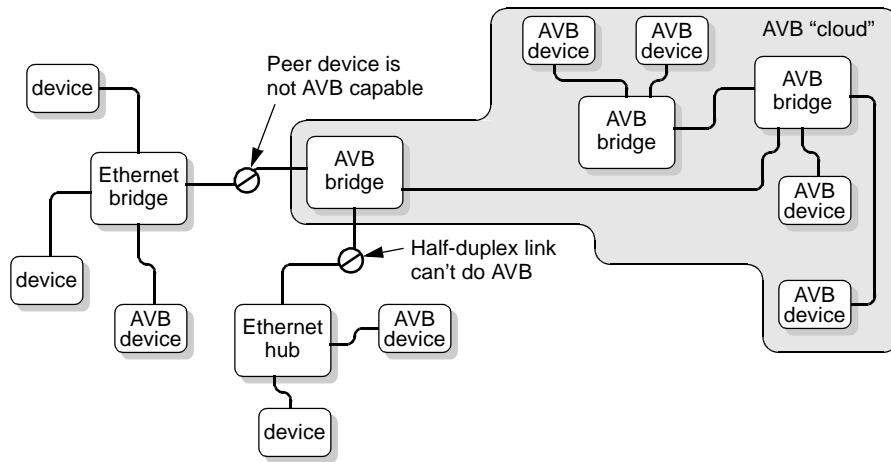 AVB “cloud”
AVB
device
AVB
device
Peer device is
not AVB capable
device
AVB
bridge
AVB
bridge
Ethernet
bridge
AVB
bridge
AVB
device
Half-duplex link
can’t do AVB
device
AVB
device
AVB
device
Ethernet
hub
AVB
device
device